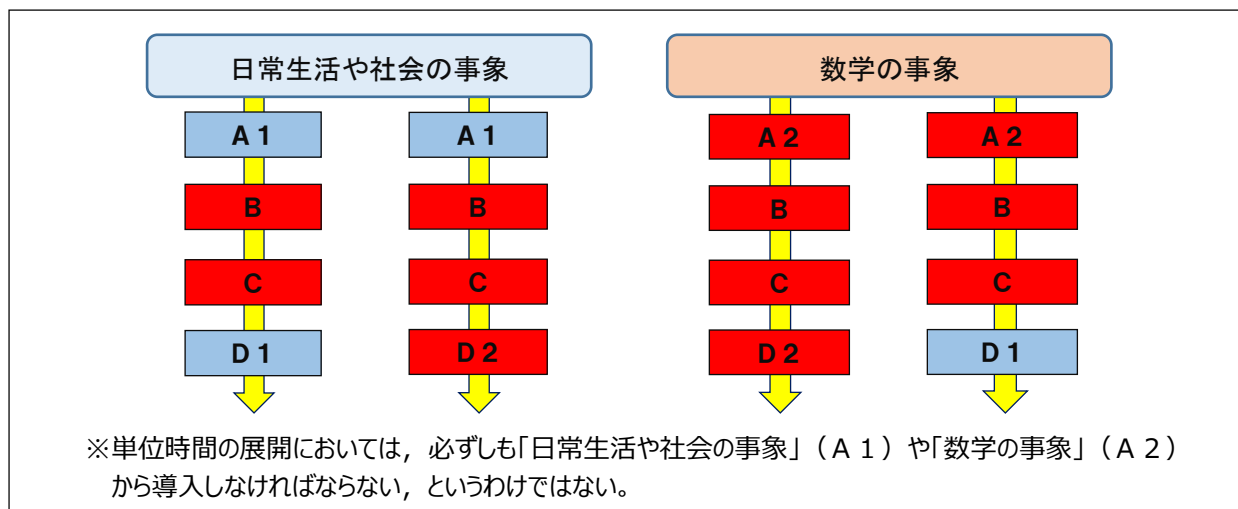 日常生活や社会の事象
数学の事象
A1
A1
A2
A2
B
B
B
B
C
C
C
C
D1
D2
D2
D1
※単位時間の展開においては，必ずしも「日常生活や社会の事象」（A1）や「数学の事象」（A2）
から導入しなければならない，というわけではない。